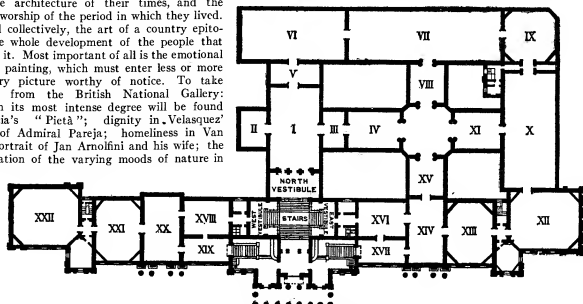 e architecture of their times, and the
worship of the period in which they lived.
l collectively, the art of a country epito-
e whole development of the people that
it. Most important of all is the emotional
painting, which must enter less or more
ry picture worthy of notice. To take
from the British National Gallery:
n its most intense degree will be found
ia's "Pietà"; dignity in Velasquez'
of Admiral Pareja; homeliness in Van
ortrait of Jan Arnolfini and his wife; the
ation of the varying moods of nature in
VI
VII
IX
V
VIII
II
I
III
IV
XI
X
NORTH
VESTIBULE
XV
XXII
XXI
XX
XVIII
XIX
WEST
VESTIBULE
STAIRS
EAST
VESTIBULE
XVI
XVII
XIV
XIII
XII